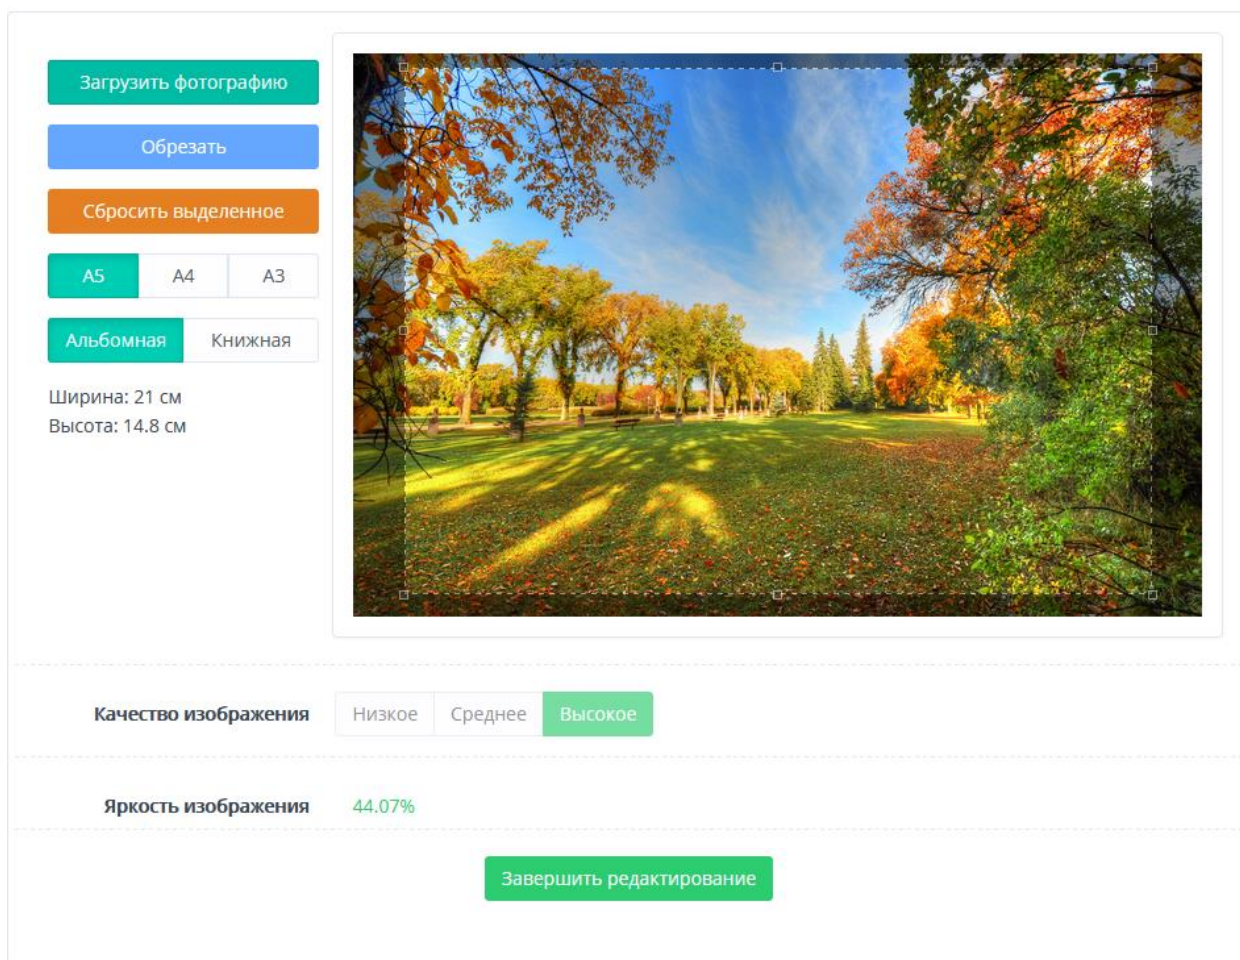 Загрузить фотографию
Обрезать
Сбросить выделенное
A5 A4 A3
Альбомная Книжная
Ширина: 21 см
Высота: 14.8 см
Качество изображения Низкое Среднее Высокое
Яркость изображения 44.07%
Завершить редактирование